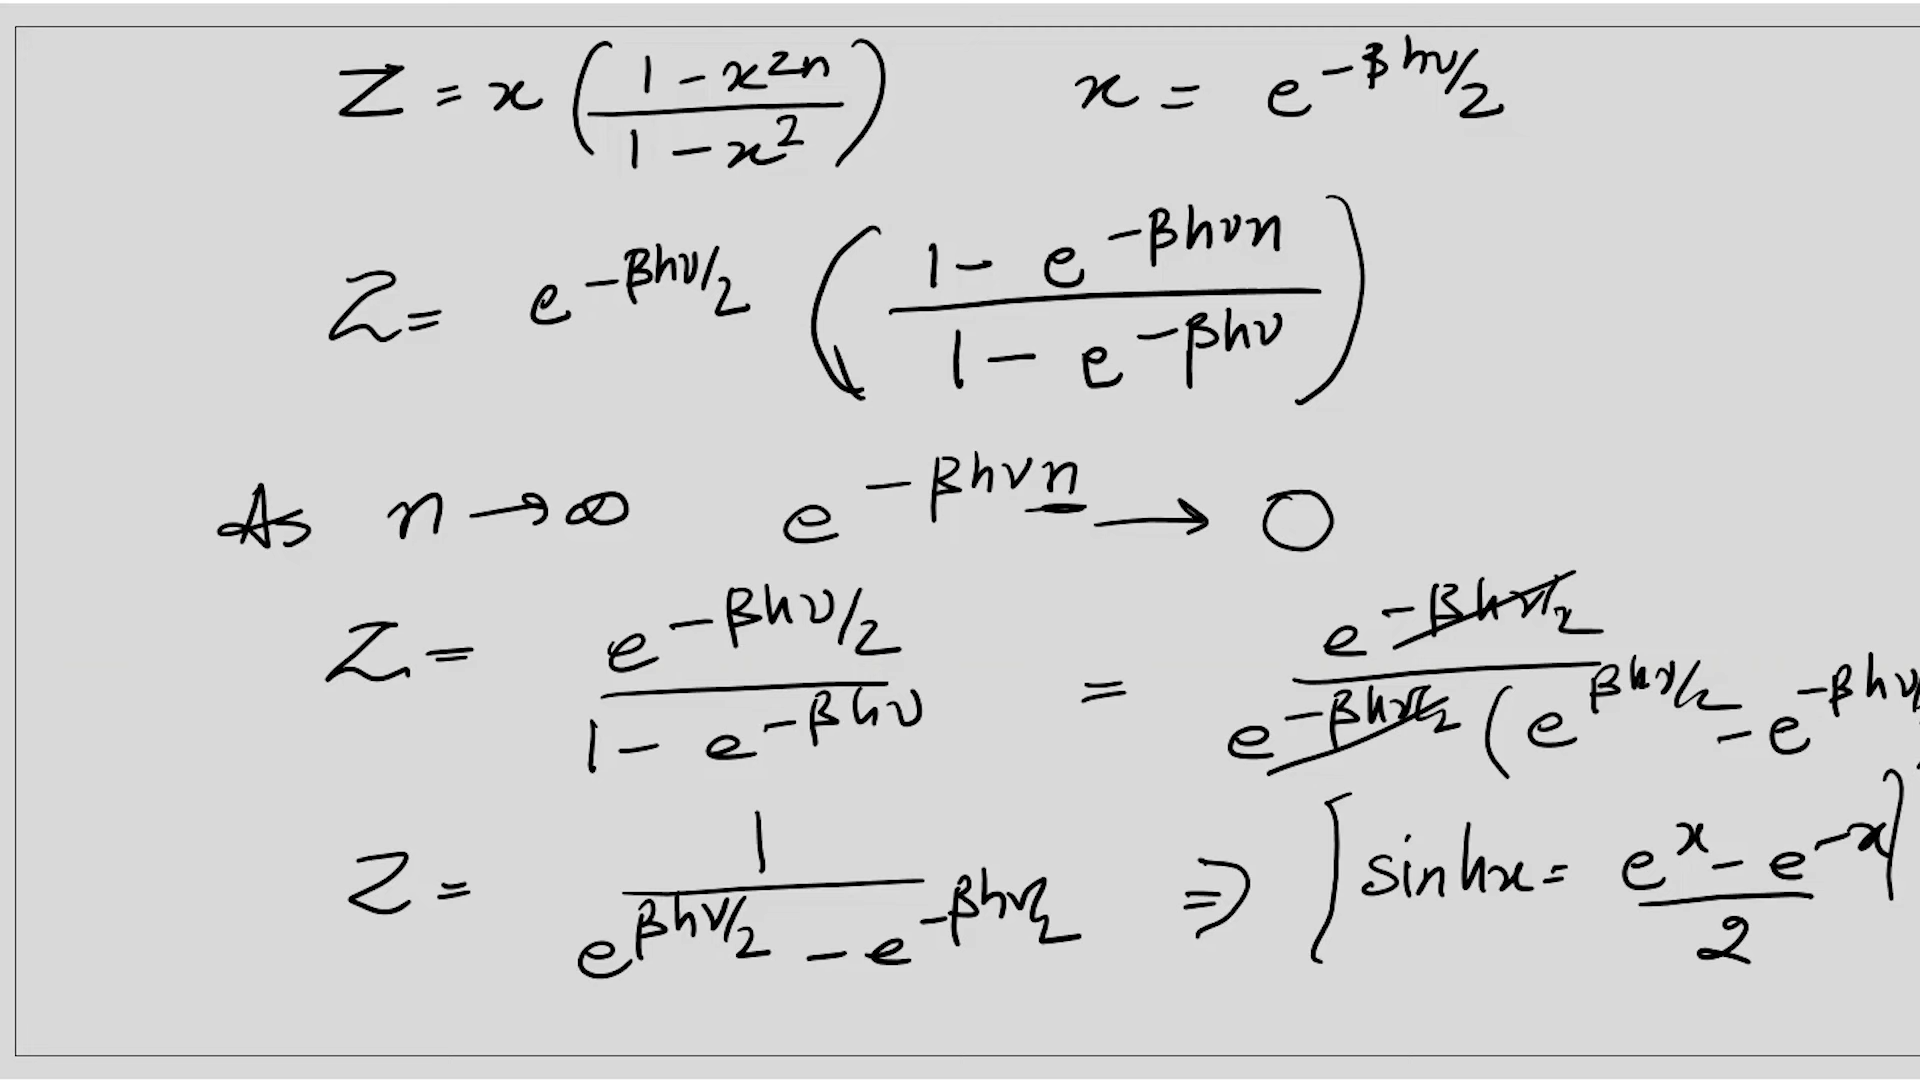 Z = x ( (1 - x^2n) / (1 - x^2) )    x = e^-βhν/2
Z = e^-βhν/2 ( (1 - e^-βhνn) / (1 - e^-βhν) )
As n → ∞    e^-βhνn → 0
Z = e^-βhν/2 / (1 - e^-βhν) = e^-βhν/2 / (e^-βhν/2 (e^βhν/2 - e^-βhν
Z = 1 / (e^βhν/2 - e^-βhν/2) ⇒ [sinhx = (e^x - e^-x) / 2]